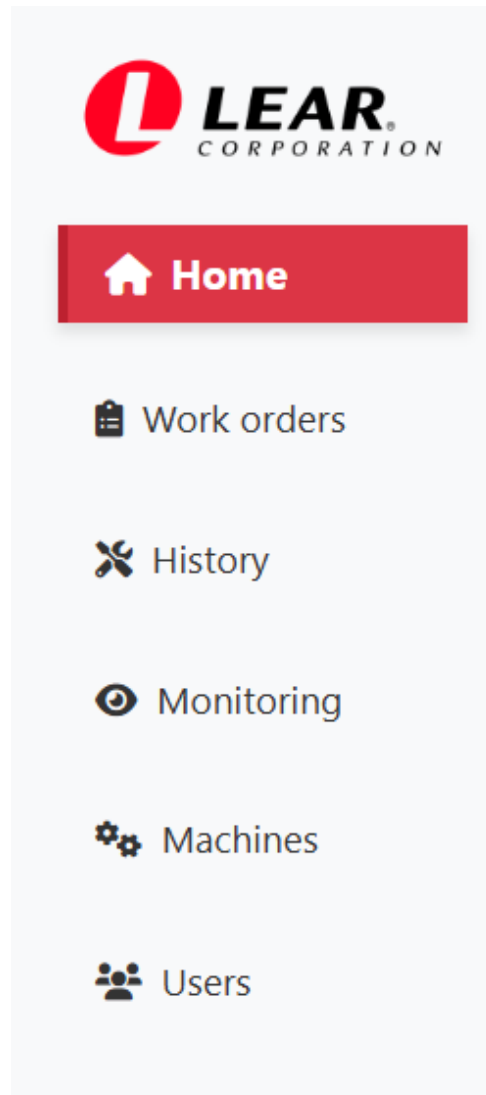 LEAR®
CORPORATION
Home
Work orders
History
Monitoring
Machines
Users